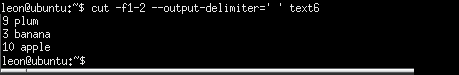 leon@ubuntu:~$ cut -f1-2 --output-delimiter=' ' text6
9 plum
3 banana
10 apple
leon@ubuntu:~$